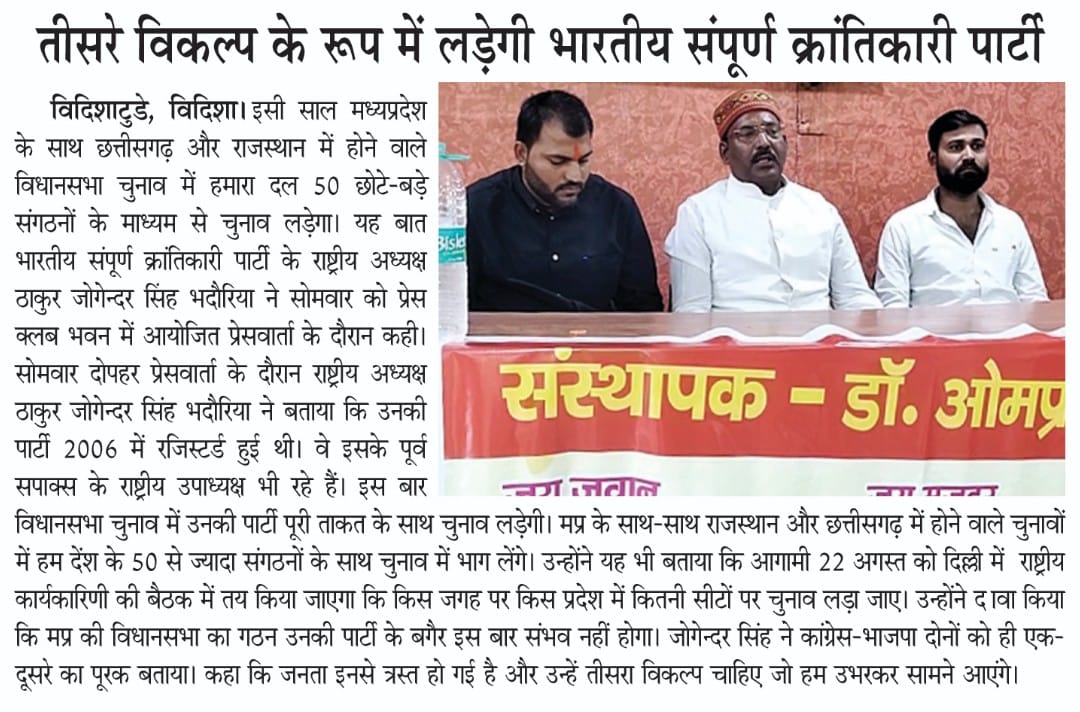 तीसरे विकल्प के रूप में लड़ेगी भारतीय संपूर्ण क्रांतिकारी पार्टी
विदिशाटुडे, विदिशा। इसी साल मध्यप्रदेश
के साथ छत्तीसगढ़ और राजस्थान में होने वाले
विधानसभा चुनाव में हमारा दल 50 छोटे-बड़े
संगठनों के माध्यम से चुनाव लड़ेगा। यह बात
भारतीय संपूर्ण क्रांतिकारी पार्टी के राष्ट्रीय अध्यक्ष
ठाकुर जोगेन्दर सिंह भदौरिया ने सोमवार को प्रेस
क्लब भवन में आयोजित प्रेसवार्ता के दौरान कही।
सोमवार दोपहर प्रेसवार्ता के दौरान राष्ट्रीय अध्यक्ष
ठाकुर जोगेन्दर सिंह भदौरिया ने बताया कि उनकी
पार्टी 2006 में रजिस्टर्ड हुई थी। वे इसके पूर्व
सपाक्स के राष्ट्रीय उपाध्यक्ष भी रहे हैं। इस बार
विधानसभा चुनाव में उनकी पार्टी पूरी ताकत के साथ चुनाव लड़ेगी। मप्र के साथ-साथ राजस्थान और छत्तीसगढ़ में होने वाले चुनावों
में हम देंश के 50 से ज्यादा संगठनों के साथ चुनाव में भाग लेंगे। उन्होंने यह भी बताया कि आगामी 22 अगस्त को दिल्ली में राष्ट्रीय
कार्यकारिणी की बैठक में तय किया जाएगा कि किस जगह पर किस प्रदेश में कितनी सीटों पर चुनाव लड़ा जाए। उन्होंने द ावा किया
कि मप्र की विधानसभा का गठन उनकी पार्टी के बगैर इस बार संभव नहीं होगा। जोगेन्दर सिंह ने कांग्रेस-भाजपा दोनों को ही एक-
दूसरे का पूरक बताया। कहा कि जनता इनसे त्रस्त हो गई है और उन्हें तीसरा विकल्प चाहिए जो हम उभरकर सामने आएंगे।
Bisle
संस्थापक - डॉ. ओमप्र
जय जवान